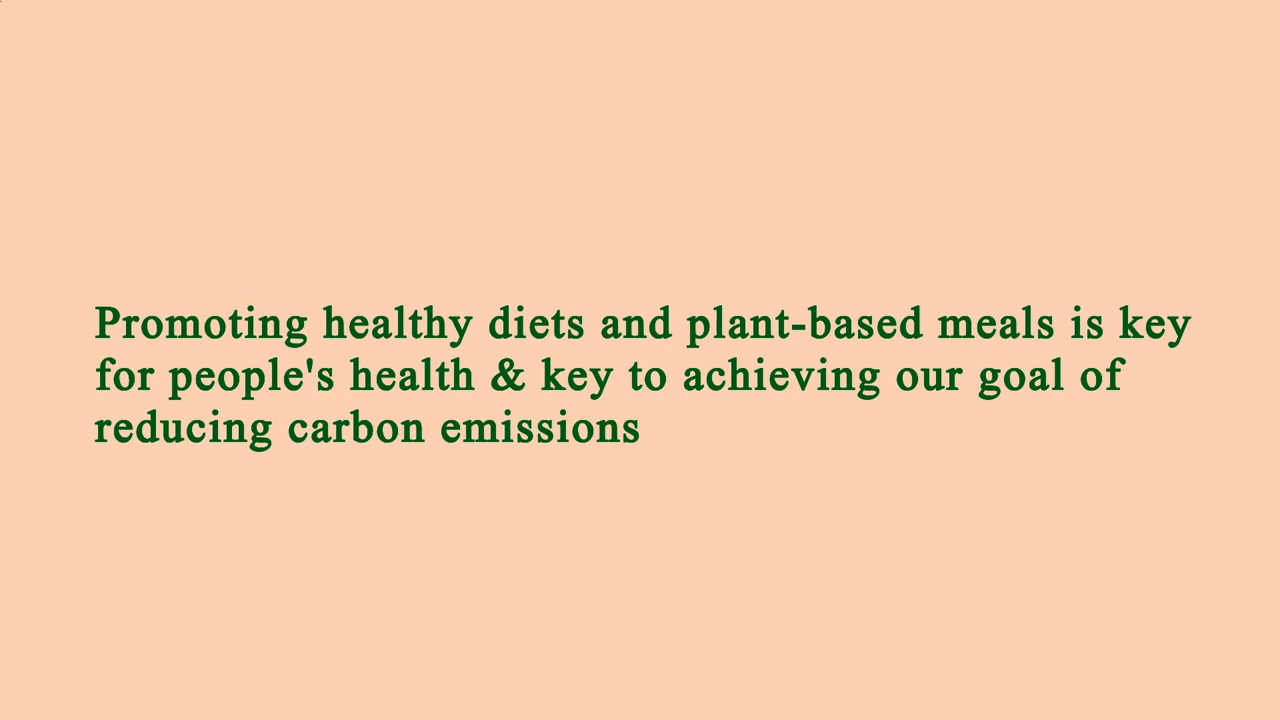 Promoting healthy diets and plant-based meals is key
for people's health & key to achieving our goal of
reducing carbon emissions